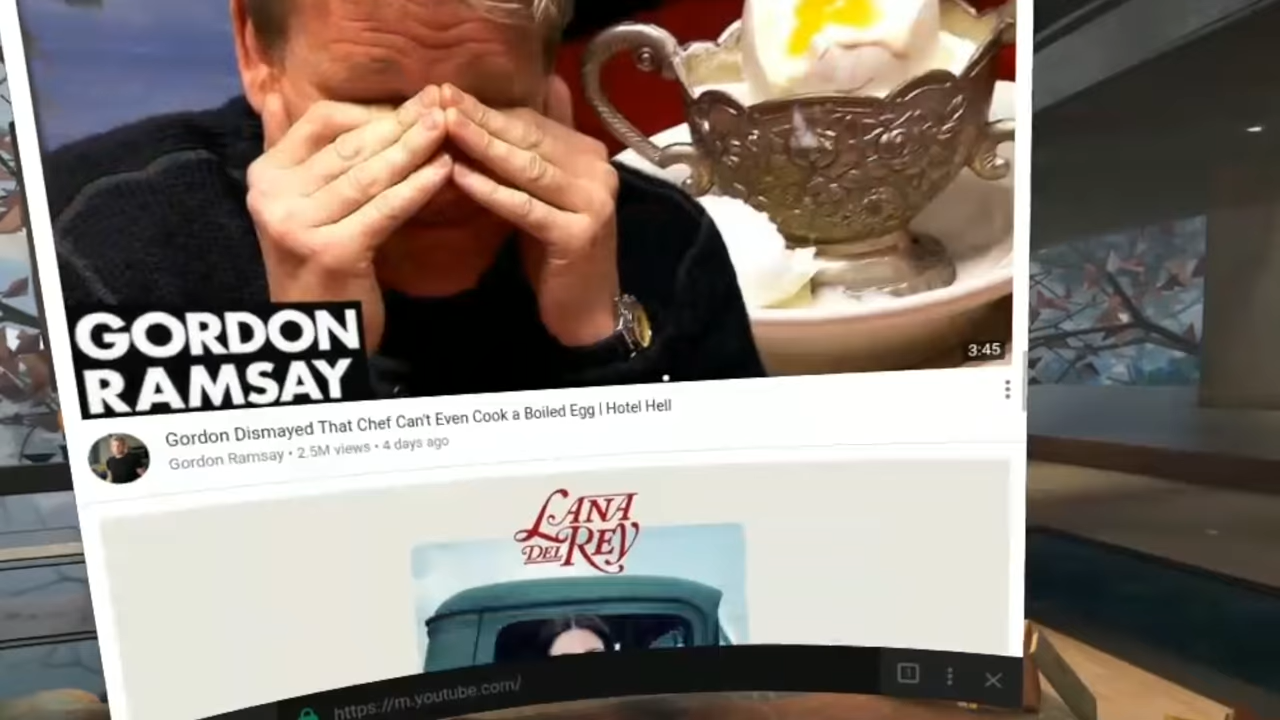 GORDON
RAMSAY
3:45
Gordon Dismayed That Chef Can't Even Cook a Boiled Egg | Hotel Hell
Gordon Ramsay • 2.5M views • 4 days ago
LANA
DEL REY
1
https://m.youtube.com/